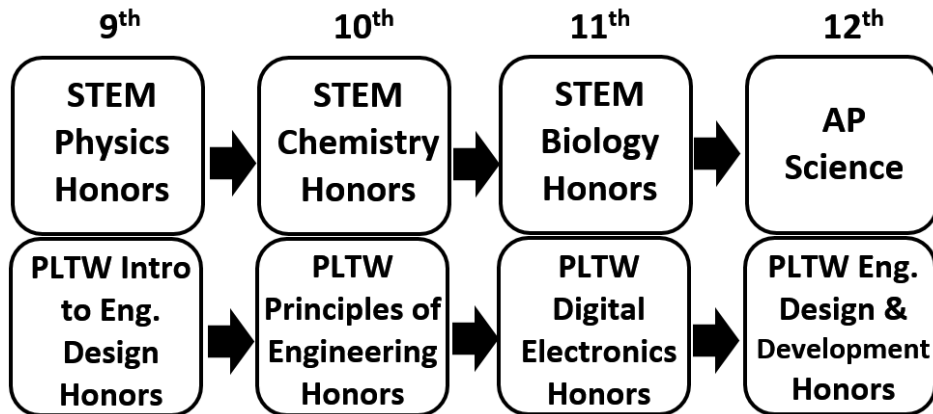 9th
10th
11th
12th
STEM
Physics
Honors
STEM
Chemistry
Honors
STEM
Biology
Honors
AP
Science
PLTW Intro
to Eng.
Design
Honors
PLTW
Principles of
Engineering
Honors
PLTW
Digital
Electronics
Honors
PLTW Eng.
Design &
Development
Honors